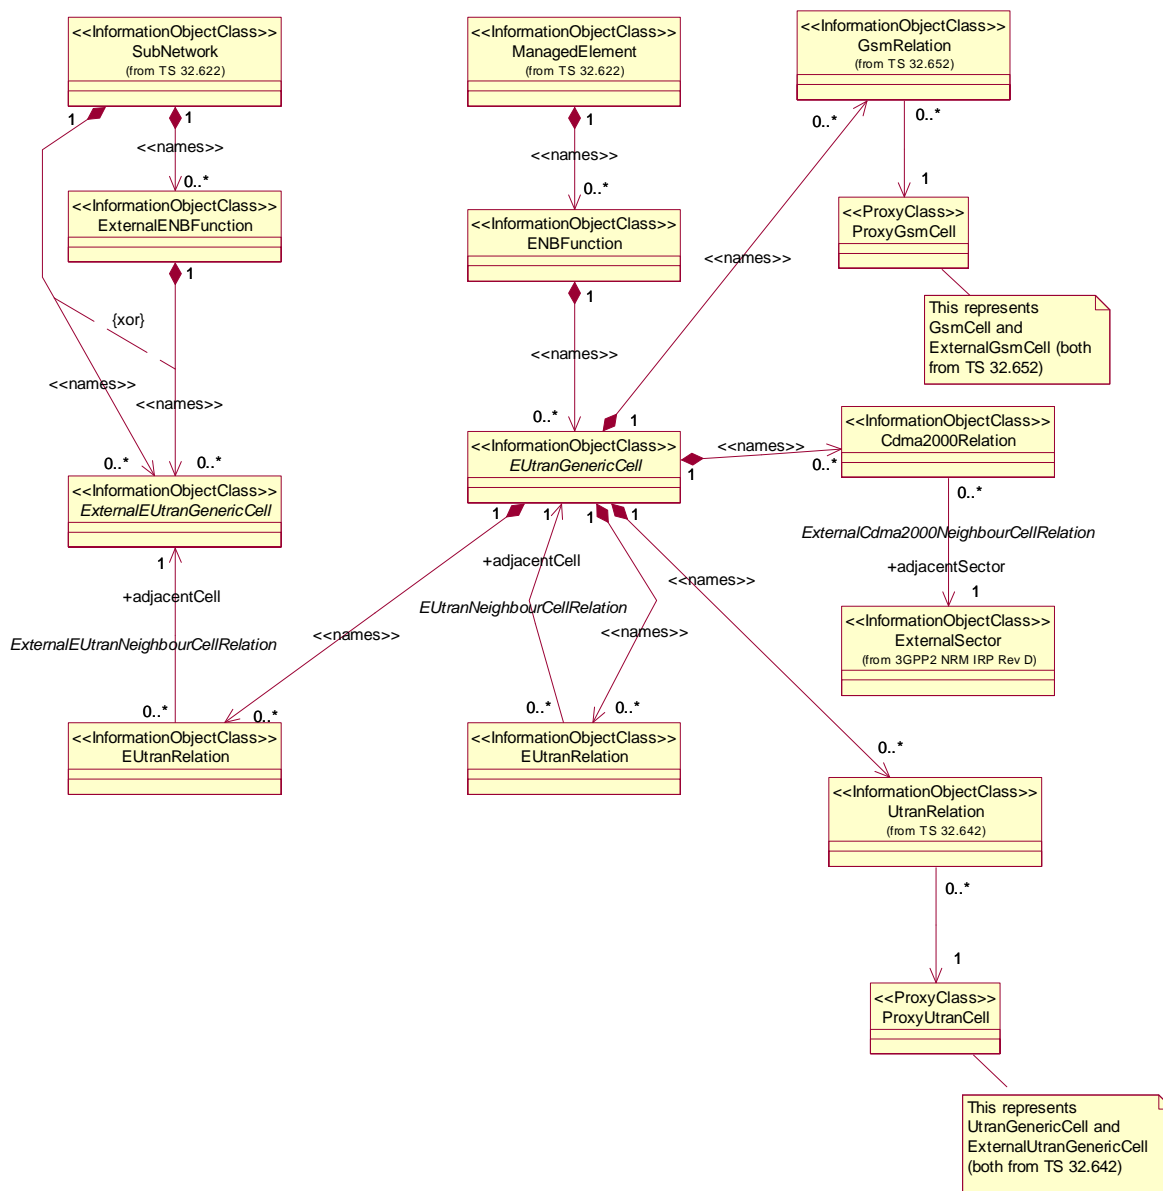 <<InformationObjectClass>>
SubNetwork
(from TS 32.622)
<<InformationObjectClass>>
ManagedElement
(from TS 32.622)
<<InformationObjectClass>>
GsmRelation
(from TS 32.652)
1
1
<<names>>
0..*
1
<<names>>
0..*
0..*
0..*
1
<<InformationObjectClass>>
ExternalENBFunction
<<InformationObjectClass>>
ENBFunction
<<ProxyClass>>
ProxyGsmCell
1
1
<<names>>
This represents
GsmCell and
ExternalGsmCell (both
from TS 32.652)
{xor}
<<names>>
<<names>>
<<names>>
0..*
0..*
0..*
1
<<InformationObjectClass>>
ExternalEUtranGenericCell
<<InformationObjectClass>>
EUtranGenericCell
1
<<names>>
0..*
<<InformationObjectClass>>
Cdma2000Relation
0..*
ExternalCdma2000NeighbourCellRelation
+adjacentSector
1
<<InformationObjectClass>>
ExternalSector
(from 3GPP2 NRM IRP Rev D)
1
1
1
1
1
+adjacentCell
+adjacentCell
<<names>>
EUtranNeighbourCellRelation
ExternalEUtranNeighbourCellRelation
<<names>>
<<names>>
0..*
0..*
0..*
0..*
0..*
<<InformationObjectClass>>
EUtranRelation
<<InformationObjectClass>>
EUtranRelation
<<InformationObjectClass>>
UtranRelation
(from TS 32.642)
0..*
1
<<ProxyClass>>
ProxyUtranCell
This represents
UtranGenericCell and
ExternalUtranGenericCell
(both from TS 32.642)